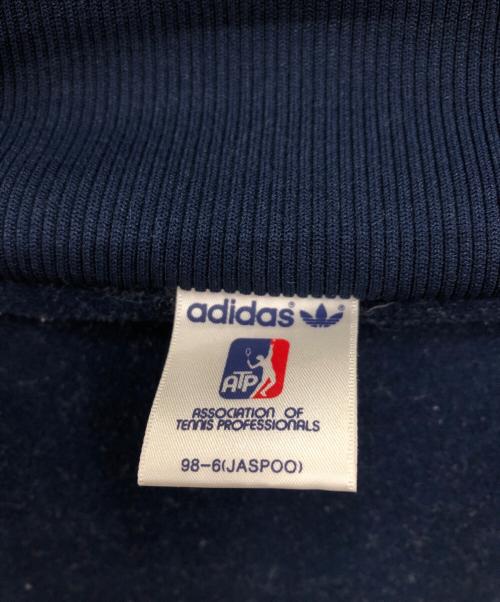 adidas
ATP
ASSOCIATION OF
TENNIS PROFESSIONALS
98-6(JASPOO)